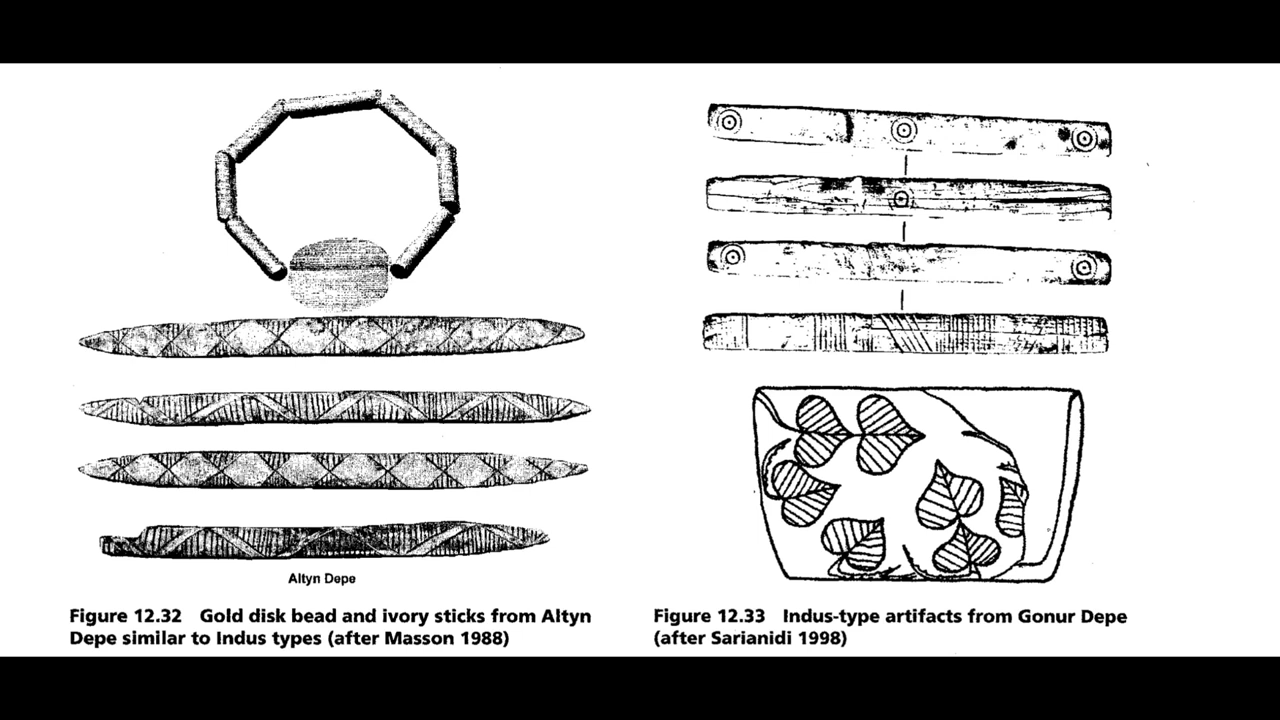 Altyn Depe
Figure 12.32 Gold disk bead and ivory sticks from Altyn
Depe similar to Indus types (after Masson 1988)
Figure 12.33 Indus-type artifacts from Gonur Depe
(after Sarianidi 1998)